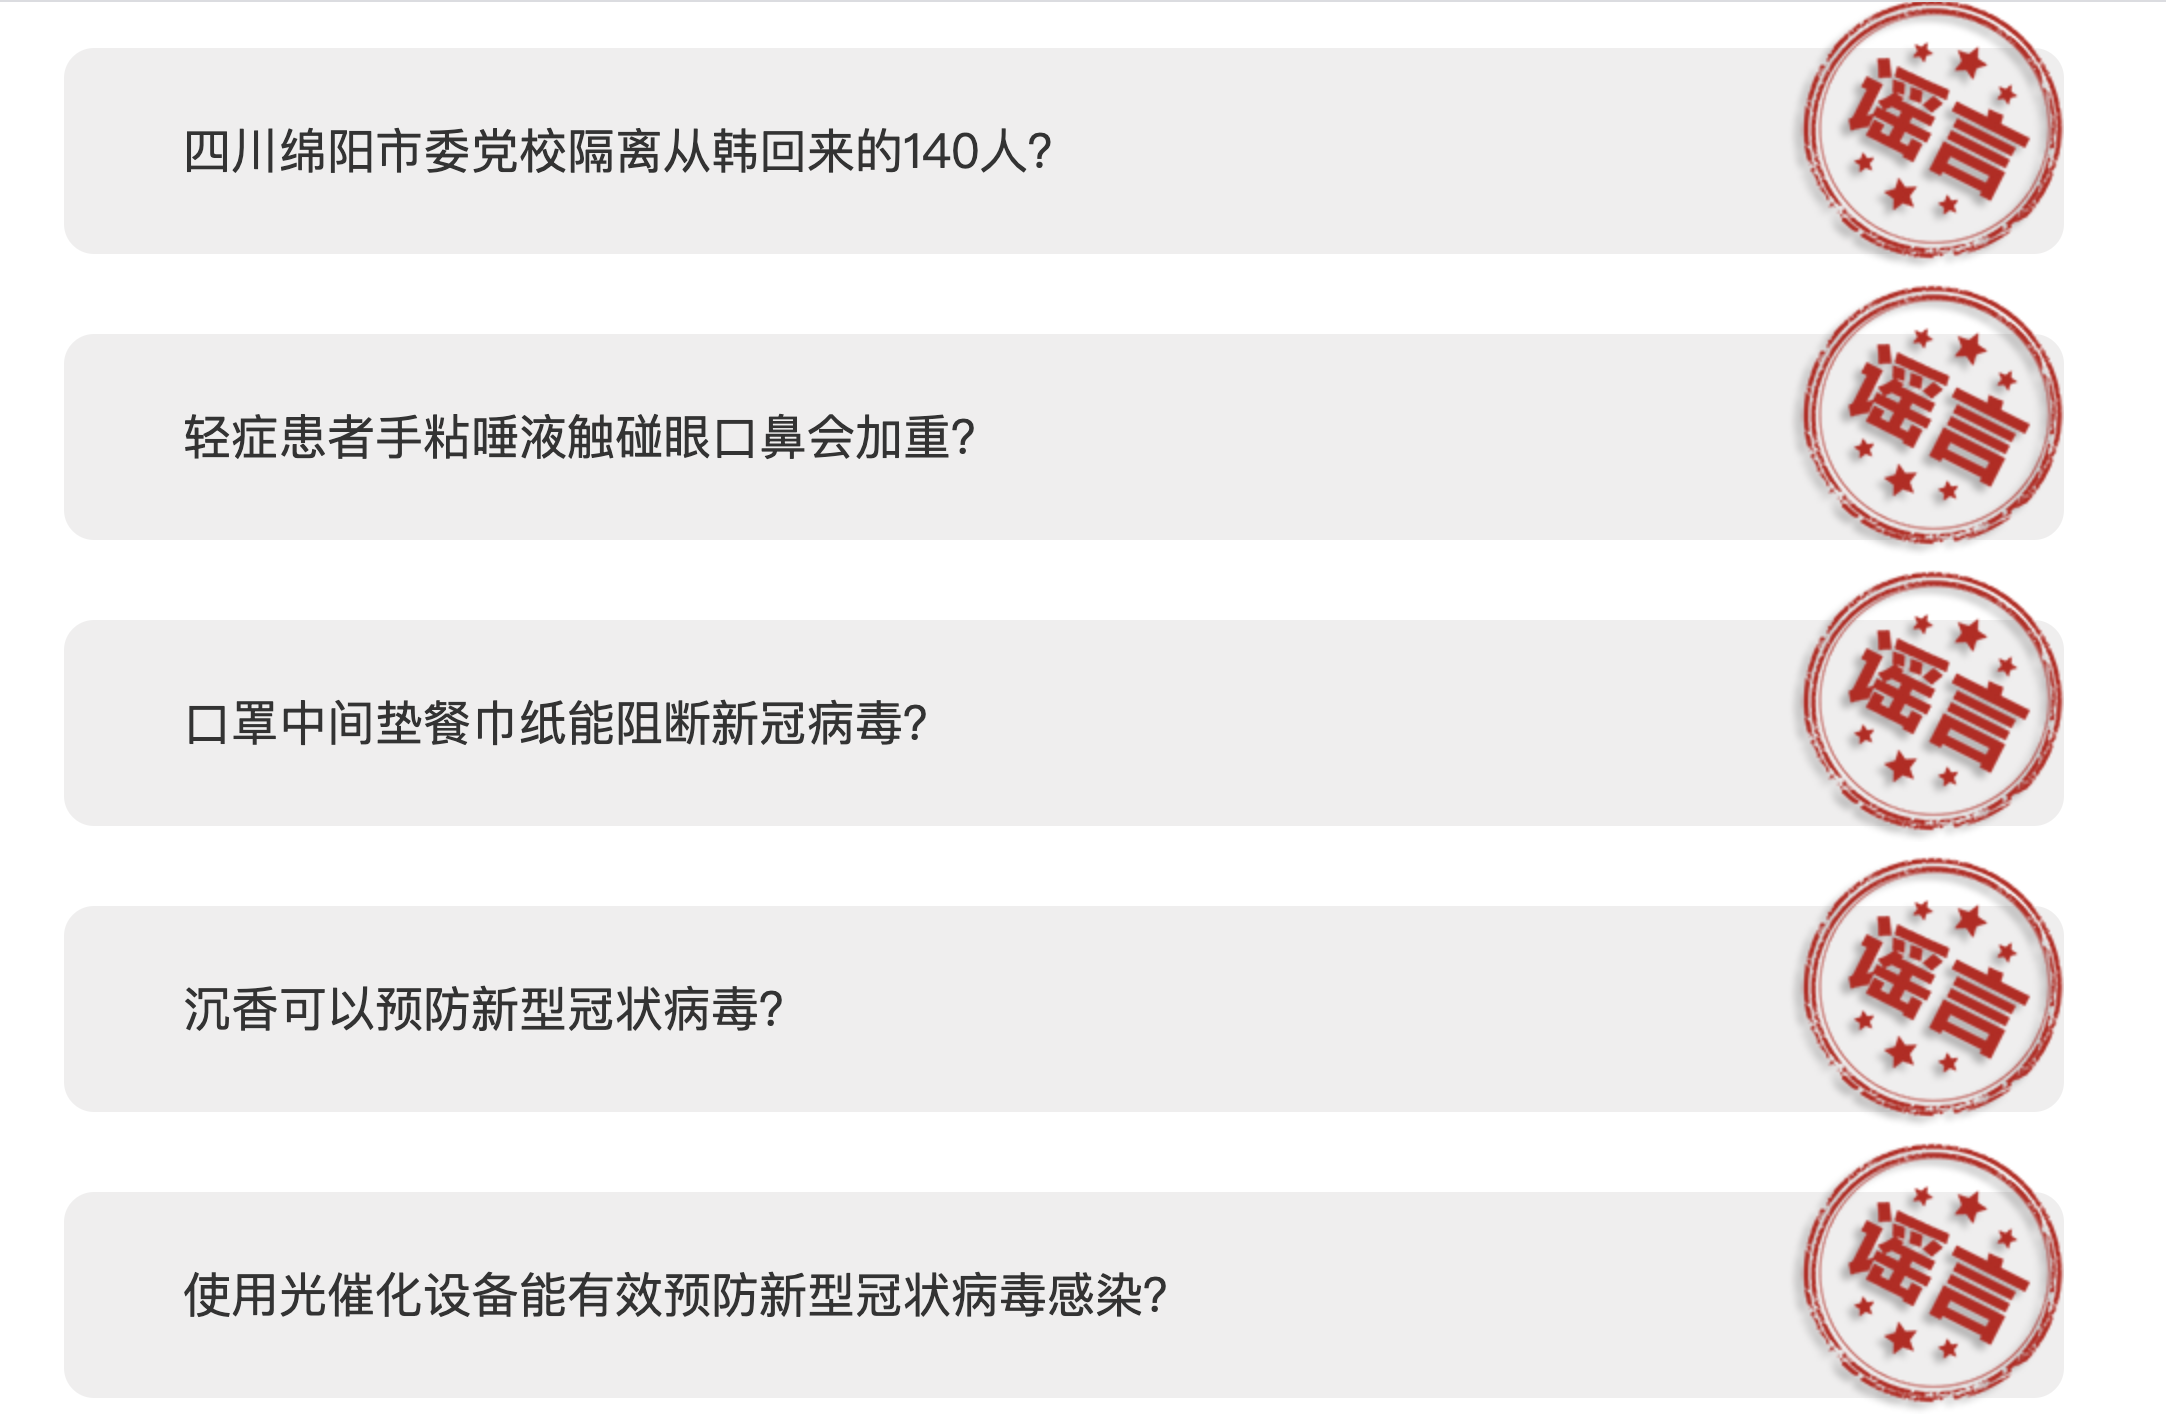 四川绵阳市委党校隔离从韩回来的140人?
谣言
轻症患者手粘唾液触碰眼口鼻会加重?
谣言
口罩中间垫餐巾纸能阻断新冠病毒?
谣言
沉香可以预防新型冠状病毒?
谣言
使用光催化设备能有效预防新型冠状病毒感染?
谣言